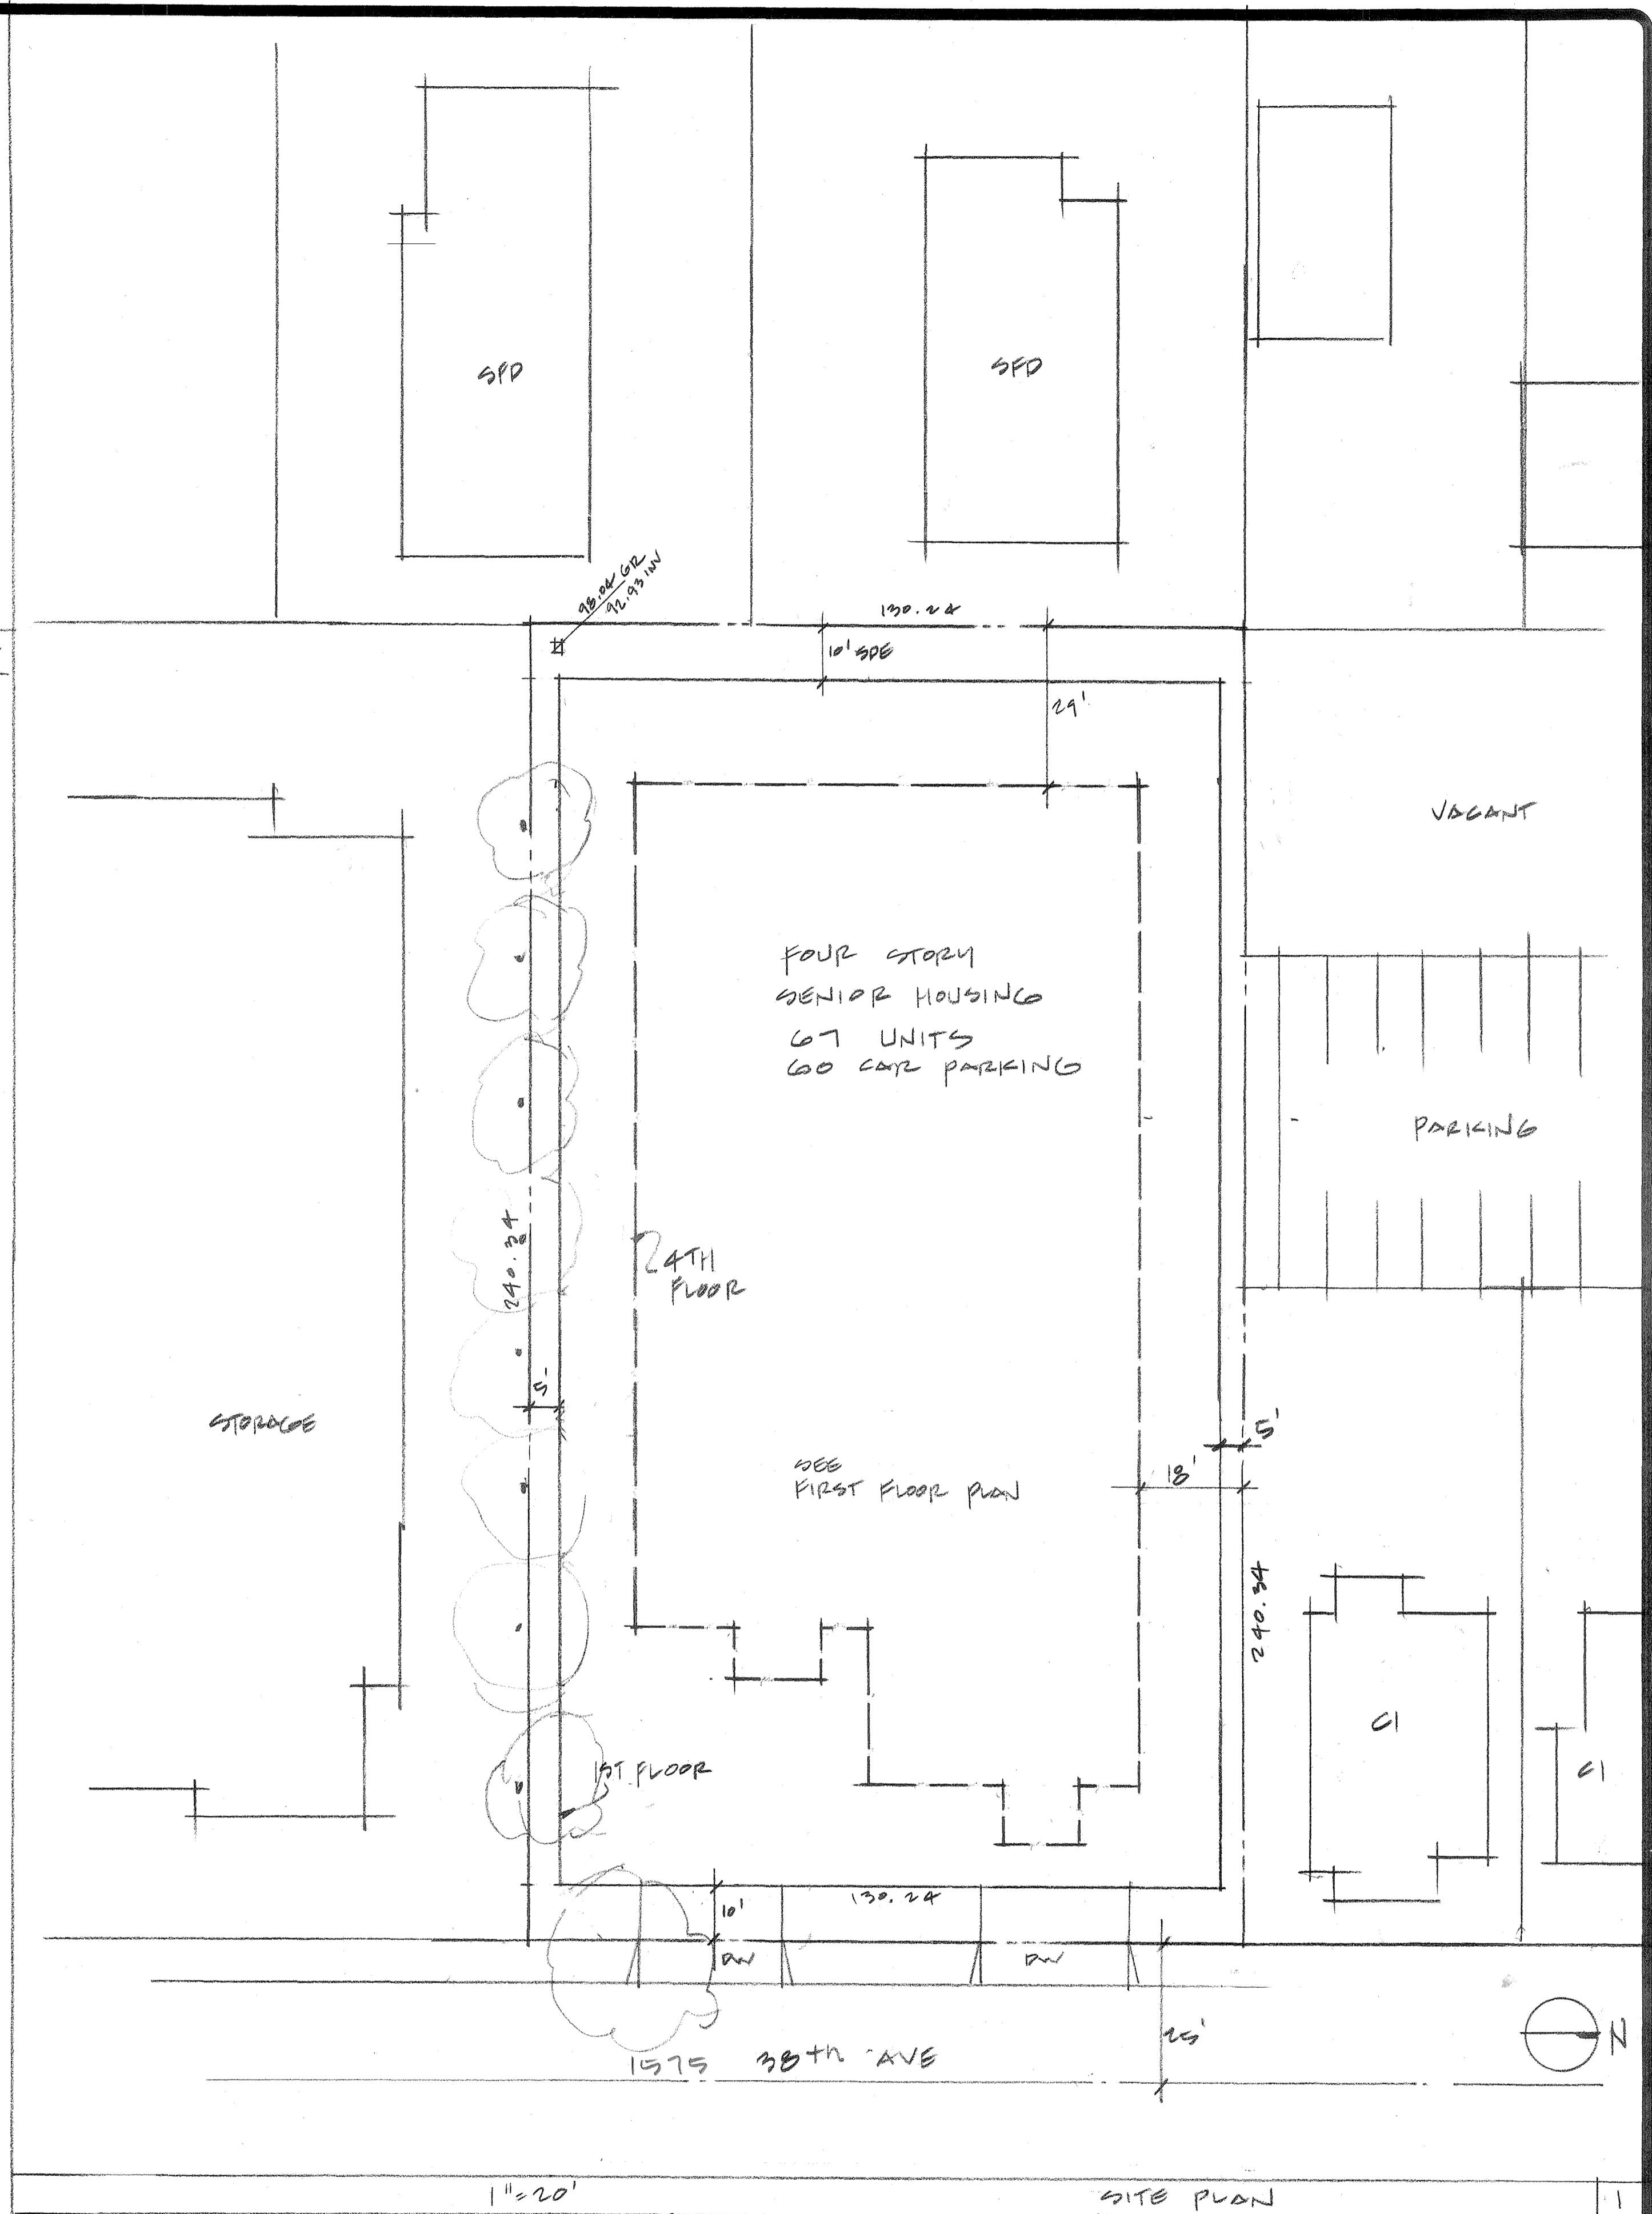 SFD
SFD
98.04 GR
92.93 INV
130.24
10' SDE
29'
VACANT
FOUR STORY
SENIOR HOUSING
67 UNITS
60 CAR PARKING
PARKING
240.34
4TH
FLOOR
5'
STORAGE
5'
SEE
FIRST FLOOR PLAN
18'
240.34
C1
C1
1ST FLOOR
130.24
10'
DW
DW
25'
N
1575 38th AVE
1"=20'
SITE PLAN
1